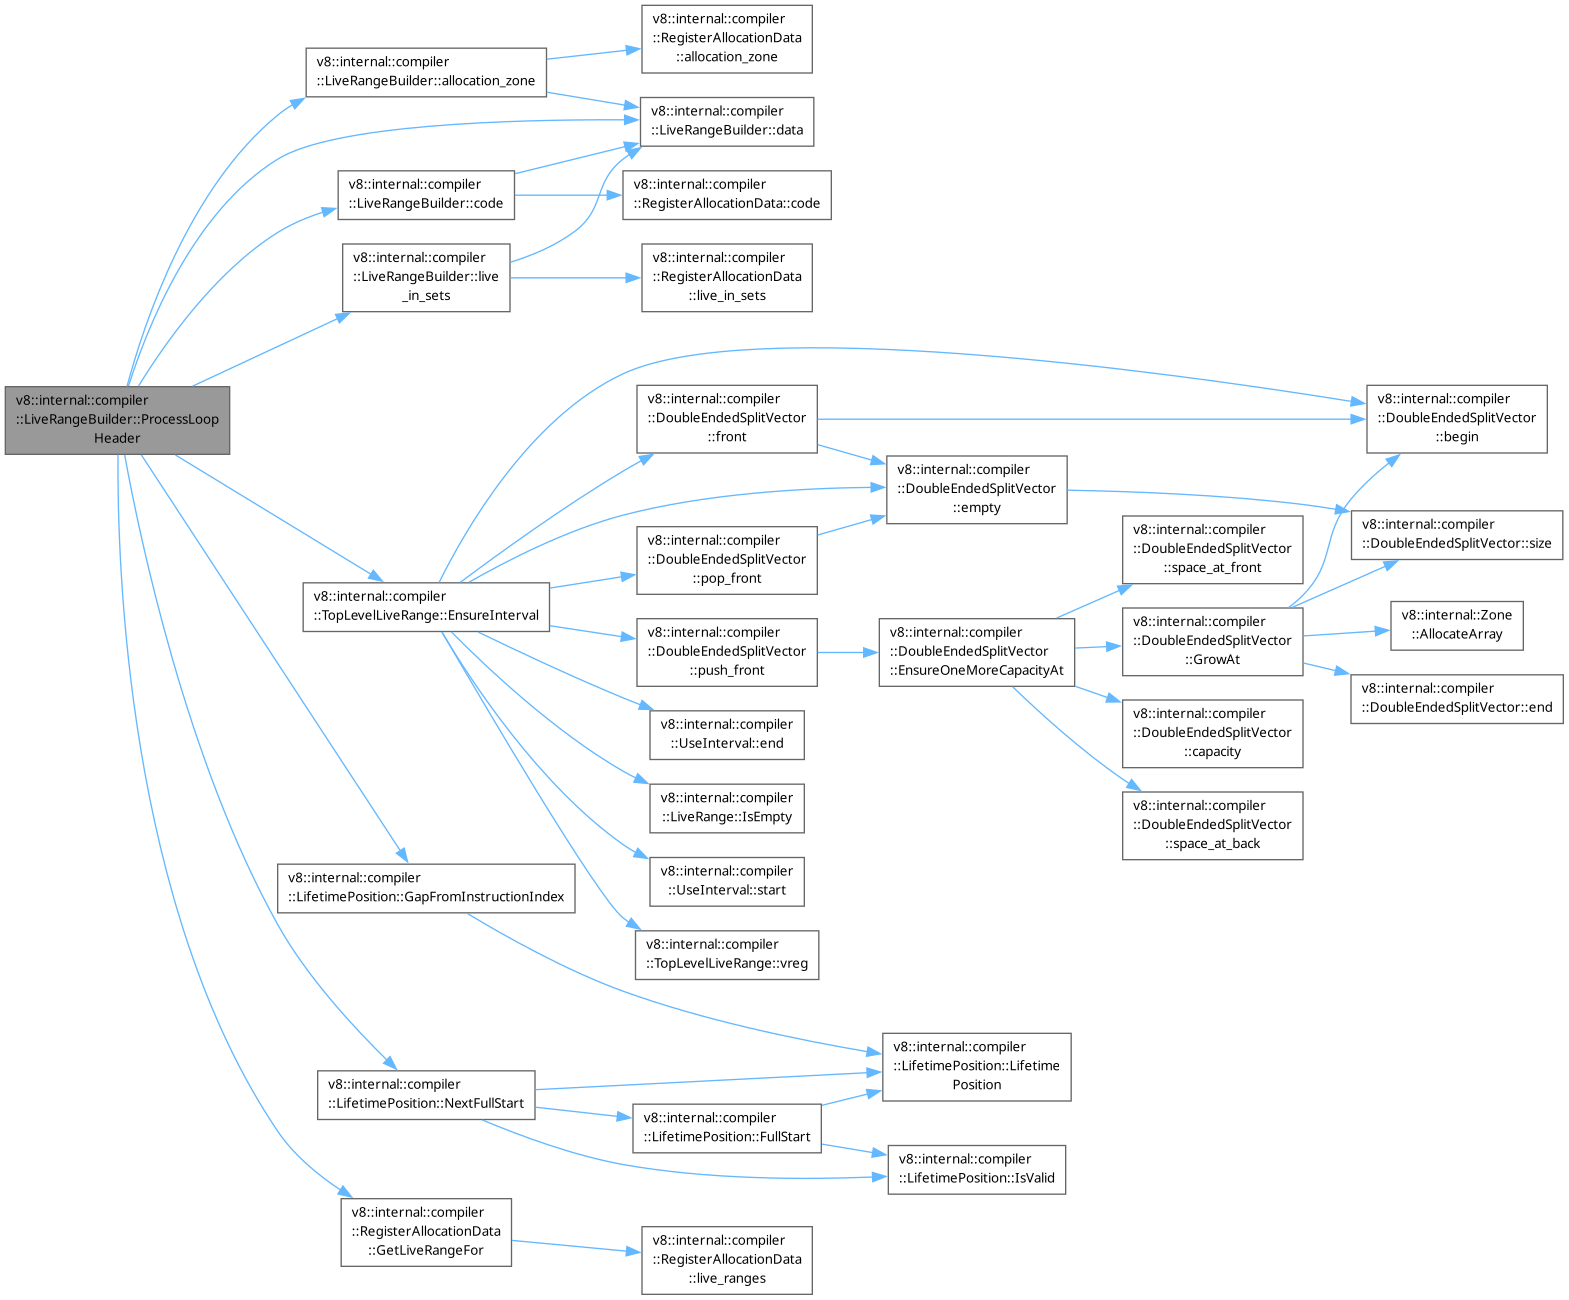 v8::internal::compiler
::RegisterAllocationData
::allocation_zone
v8::internal::compiler
::LiveRangeBuilder::allocation_zone
v8::internal::compiler
::LiveRangeBuilder::data
v8::internal::compiler
::LiveRangeBuilder::code
v8::internal::compiler
::RegisterAllocationData::code
v8::internal::compiler
::LiveRangeBuilder::live
_in_sets
v8::internal::compiler
::RegisterAllocationData
::live_in_sets
v8::internal::compiler
::LiveRangeBuilder::ProcessLoop
Header
v8::internal::compiler
::DoubleEndedSplitVector
::front
v8::internal::compiler
::DoubleEndedSplitVector
::begin
v8::internal::compiler
::DoubleEndedSplitVector
::empty
v8::internal::compiler
::DoubleEndedSplitVector::size
v8::internal::compiler
::DoubleEndedSplitVector
::space_at_front
v8::internal::compiler
::DoubleEndedSplitVector
::pop_front
v8::internal::compiler
::TopLevelLiveRange::EnsureInterval
v8::internal::compiler
::DoubleEndedSplitVector
::push_front
v8::internal::compiler
::DoubleEndedSplitVector
::EnsureOneMoreCapacityAt
v8::internal::compiler
::DoubleEndedSplitVector
::GrowAt
v8::internal::Zone
::AllocateArray
v8::internal::compiler
::DoubleEndedSplitVector::end
v8::internal::compiler
::DoubleEndedSplitVector
::capacity
v8::internal::compiler
::UseInterval::end
v8::internal::compiler
::LiveRange::IsEmpty
v8::internal::compiler
::DoubleEndedSplitVector
::space_at_back
v8::internal::compiler
::UseInterval::start
v8::internal::compiler
::LifetimePosition::GapFromInstructionIndex
v8::internal::compiler
::TopLevelLiveRange::vreg
v8::internal::compiler
::LifetimePosition::Lifetime
Position
v8::internal::compiler
::LifetimePosition::NextFullStart
v8::internal::compiler
::LifetimePosition::FullStart
v8::internal::compiler
::LifetimePosition::IsValid
v8::internal::compiler
::RegisterAllocationData
::GetLiveRangeFor
v8::internal::compiler
::RegisterAllocationData
::live_ranges